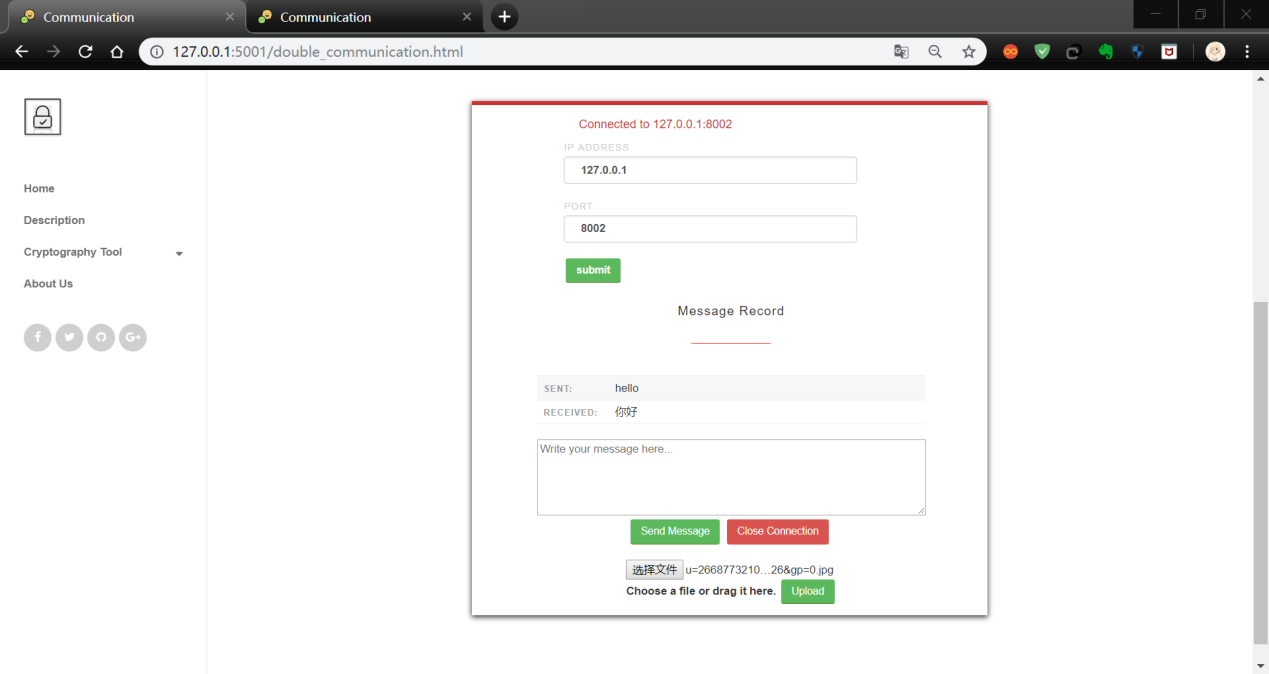 Communication
Communication
127.0.0.1:5001/double_communication.html
Home
Description
Cryptography Tool
About Us
Connected to 127.0.0.1:8002
IP ADDRESS
127.0.0.1
PORT
8002
submit
Message Record
SENT: hello
RECEIVED: 你好
Write your message here...
Send Message Close Connection
选择文件 u=2668773210...26&gp=0.jpg
Choose a file or drag it here. Upload